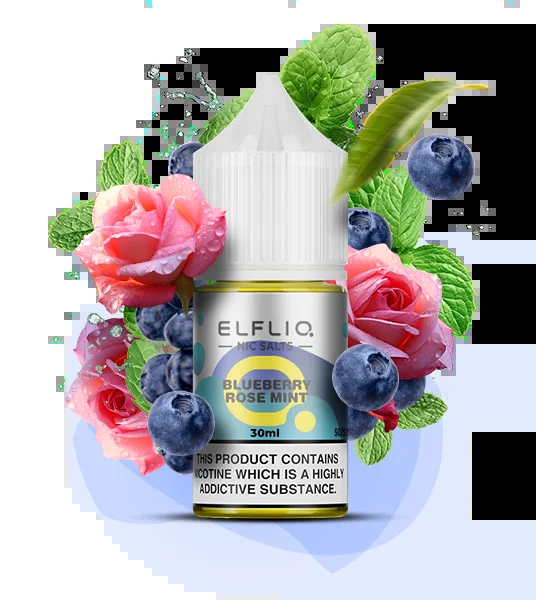 ELFLIQ
NIC SALTS
BLUEBERRY
ROSE MINT
30ml
THIS PRODUCT CONTAINS
NICOTINE WHICH IS A HIGHLY
ADDICTIVE SUBSTANCE.